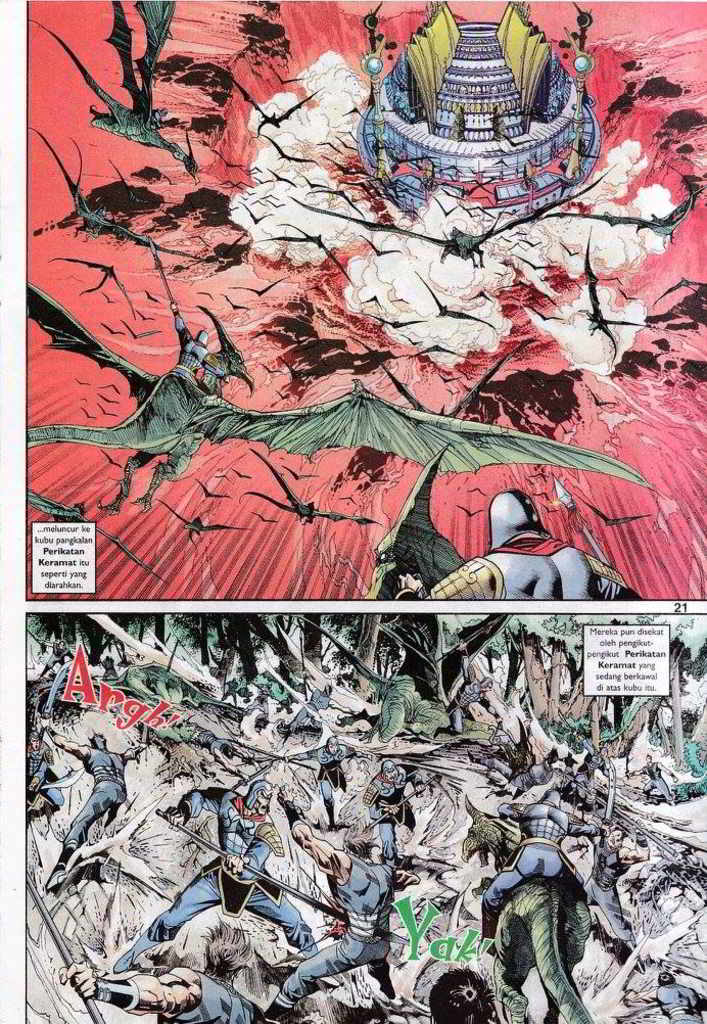 ...meluncur ke
kubu pangkalan
Perikatan
Keramat itu
seperti yang
diarahkan.
21
Mereka pun disekat
oleh pengikut-
pengikut Perikatan
Keramat yang
sedang berkawal
di atas kubu itu.
Argh!
Yak!